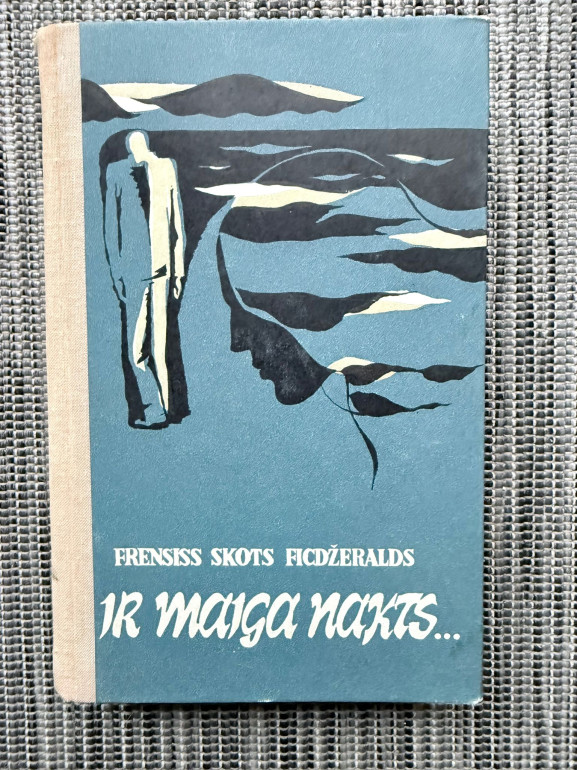 FRENSISS SKOTS FICDŽERALDS
IR MAIGA NAKTS...